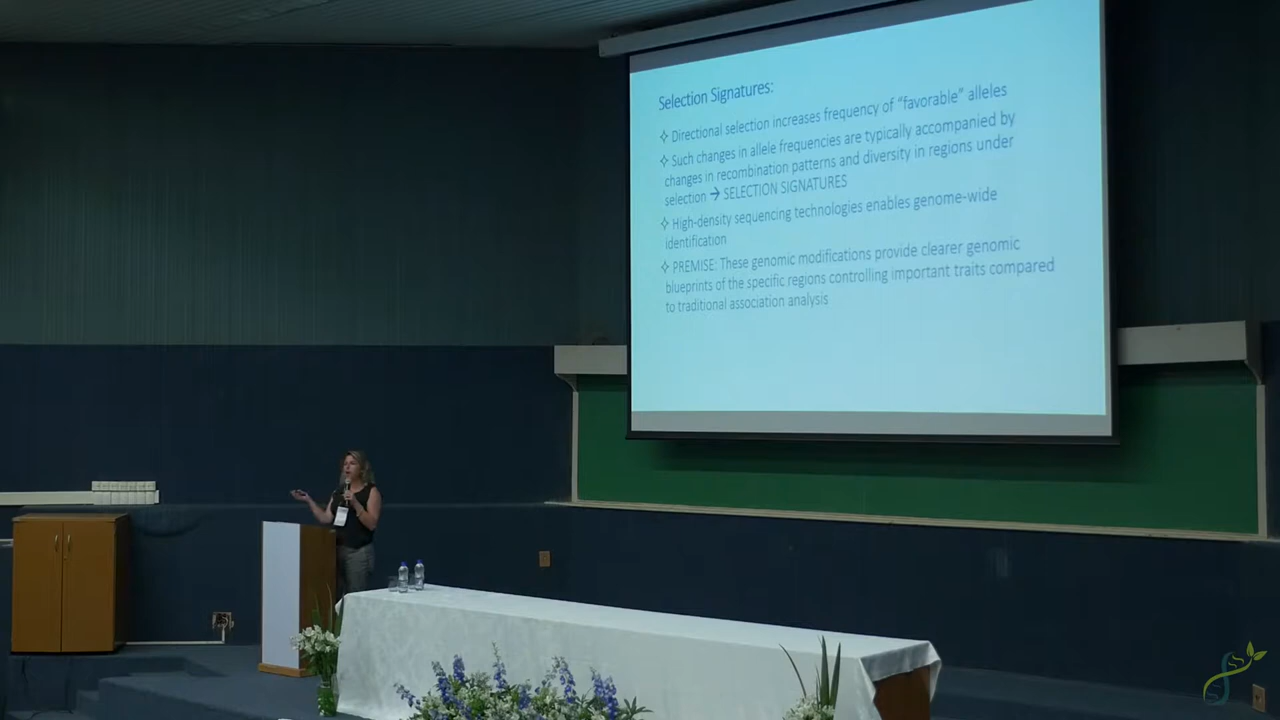 Selection Signatures:
✧ Directional selection increases frequency of “favorable” alleles
✧ Such changes in allele frequencies are typically accompanied by
changes in recombination patterns and diversity in regions under
selection → SELECTION SIGNATURES
✧ High-density sequencing technologies enables genome-wide
identification
✧ PREMISE: These genomic modifications provide clearer genomic
blueprints of the specific regions controlling important traits compared
to traditional association analysis